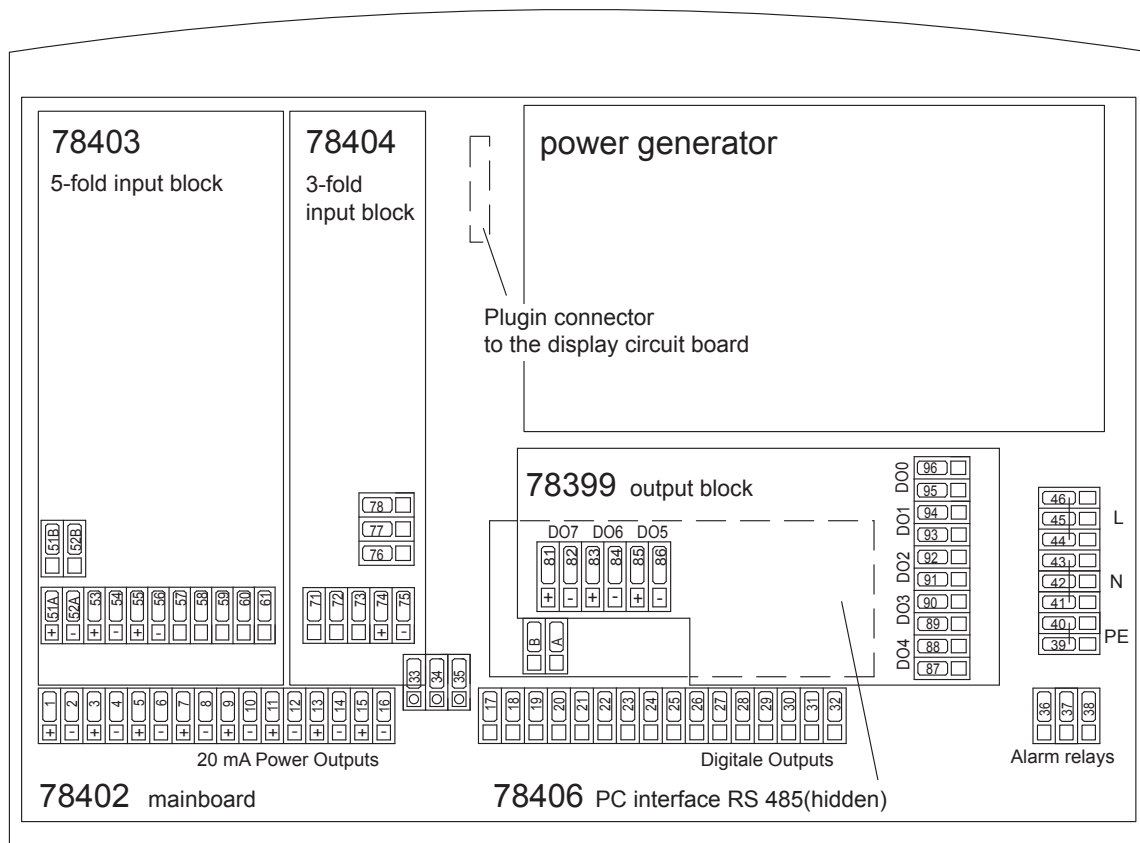 78403
5-fold input block
78404
3-fold
input block
power generator
Plugin connector
to the display circuit board
78399 output block
DO7 DO6 DO5
81 82 83 84 85 86
+ - + - + -
B A
DO0
96
95
DO1
94
93
DO2
92
91
DO3
90
89
DO4
88
87
46
45
44
L
43
42
41
N
40
39
PE
78
77
76
51B 52B
51A 52A 53 54 55 56 57 58 59 60 61
+ - + - + -
71 72 73 74 75
+ -
33 34 35
1 2 3 4 5 6 7 8 9 10 11 12 13 14 15 16
+ - + - + - + - + - + - + - + -
20 mA Power Outputs
17 18 19 20 21 22 23 24 25 26 27 28 29 30 31 32
Digitale Outputs
36 37 38
Alarm relays
78402 mainboard
78406 PC interface RS 485(hidden)